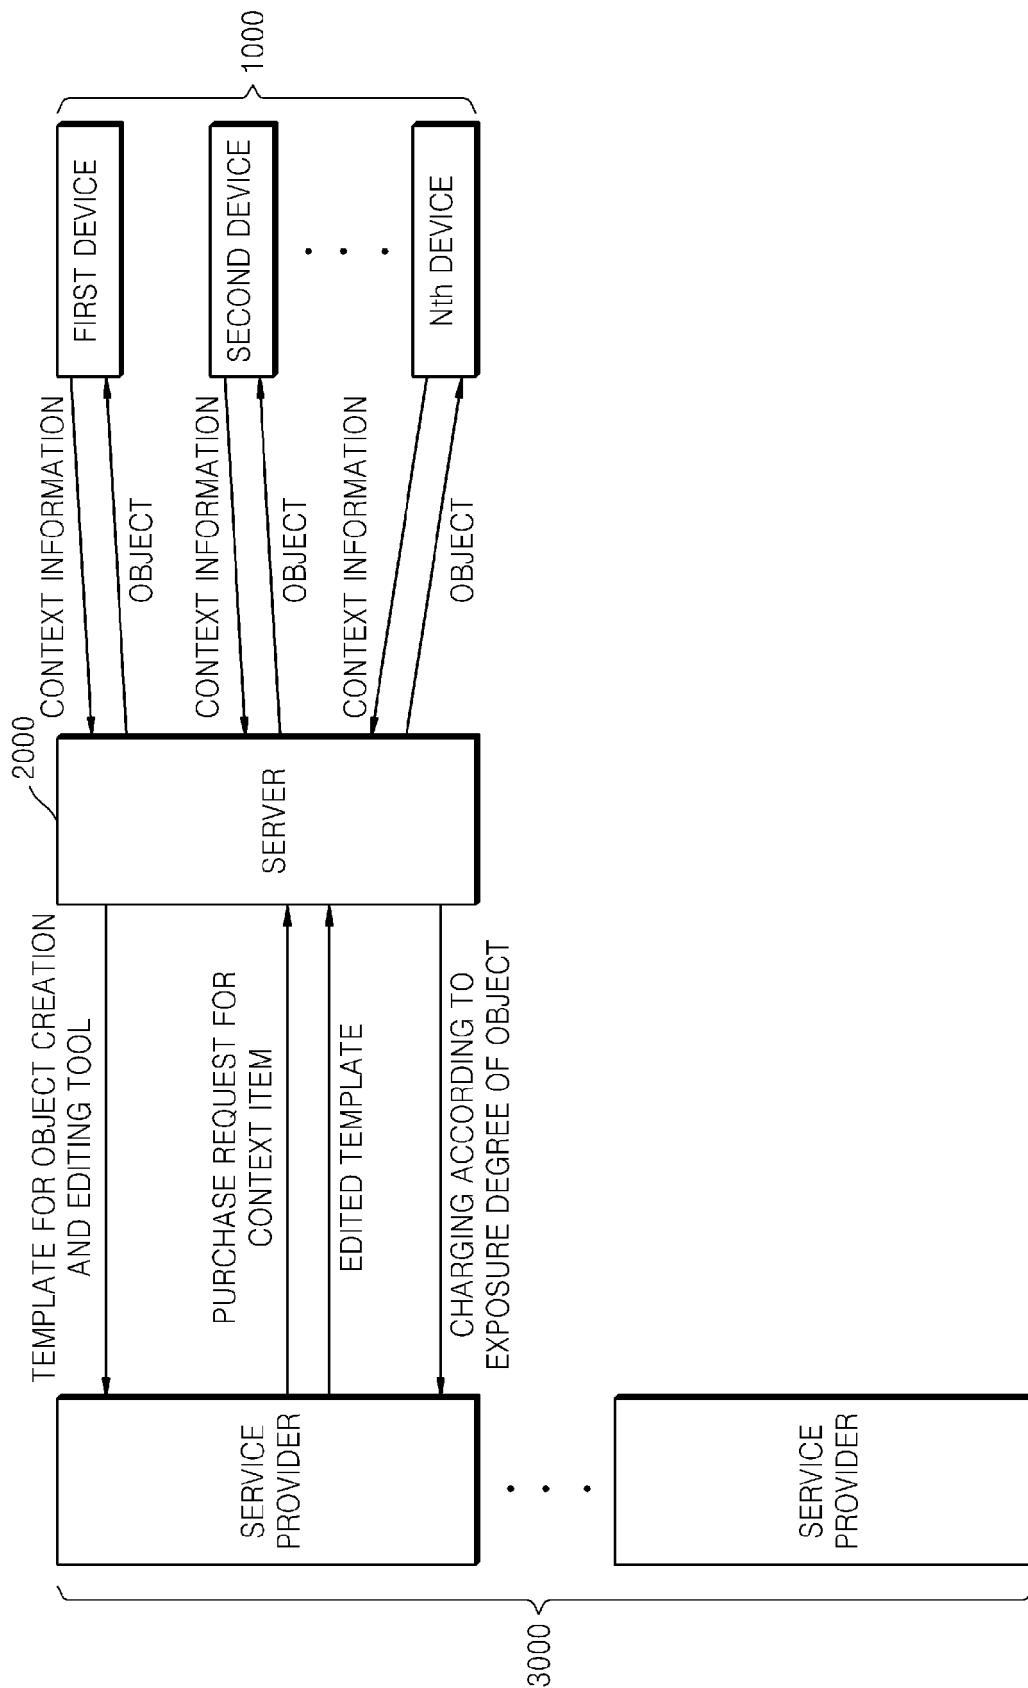 3000
SERVICE
PROVIDER
SERVICE
PROVIDER
TEMPLATE FOR OBJECT CREATION
AND EDITING TOOL
PURCHASE REQUEST FOR
CONTEXT ITEM
EDITED TEMPLATE
CHARGING ACCORDING TO
EXPOSURE DEGREE OF OBJECT
2000
SERVER
CONTEXT INFORMATION
OBJECT
CONTEXT INFORMATION
OBJECT
CONTEXT INFORMATION
OBJECT
FIRST DEVICE
SECOND DEVICE
Nth DEVICE
1000